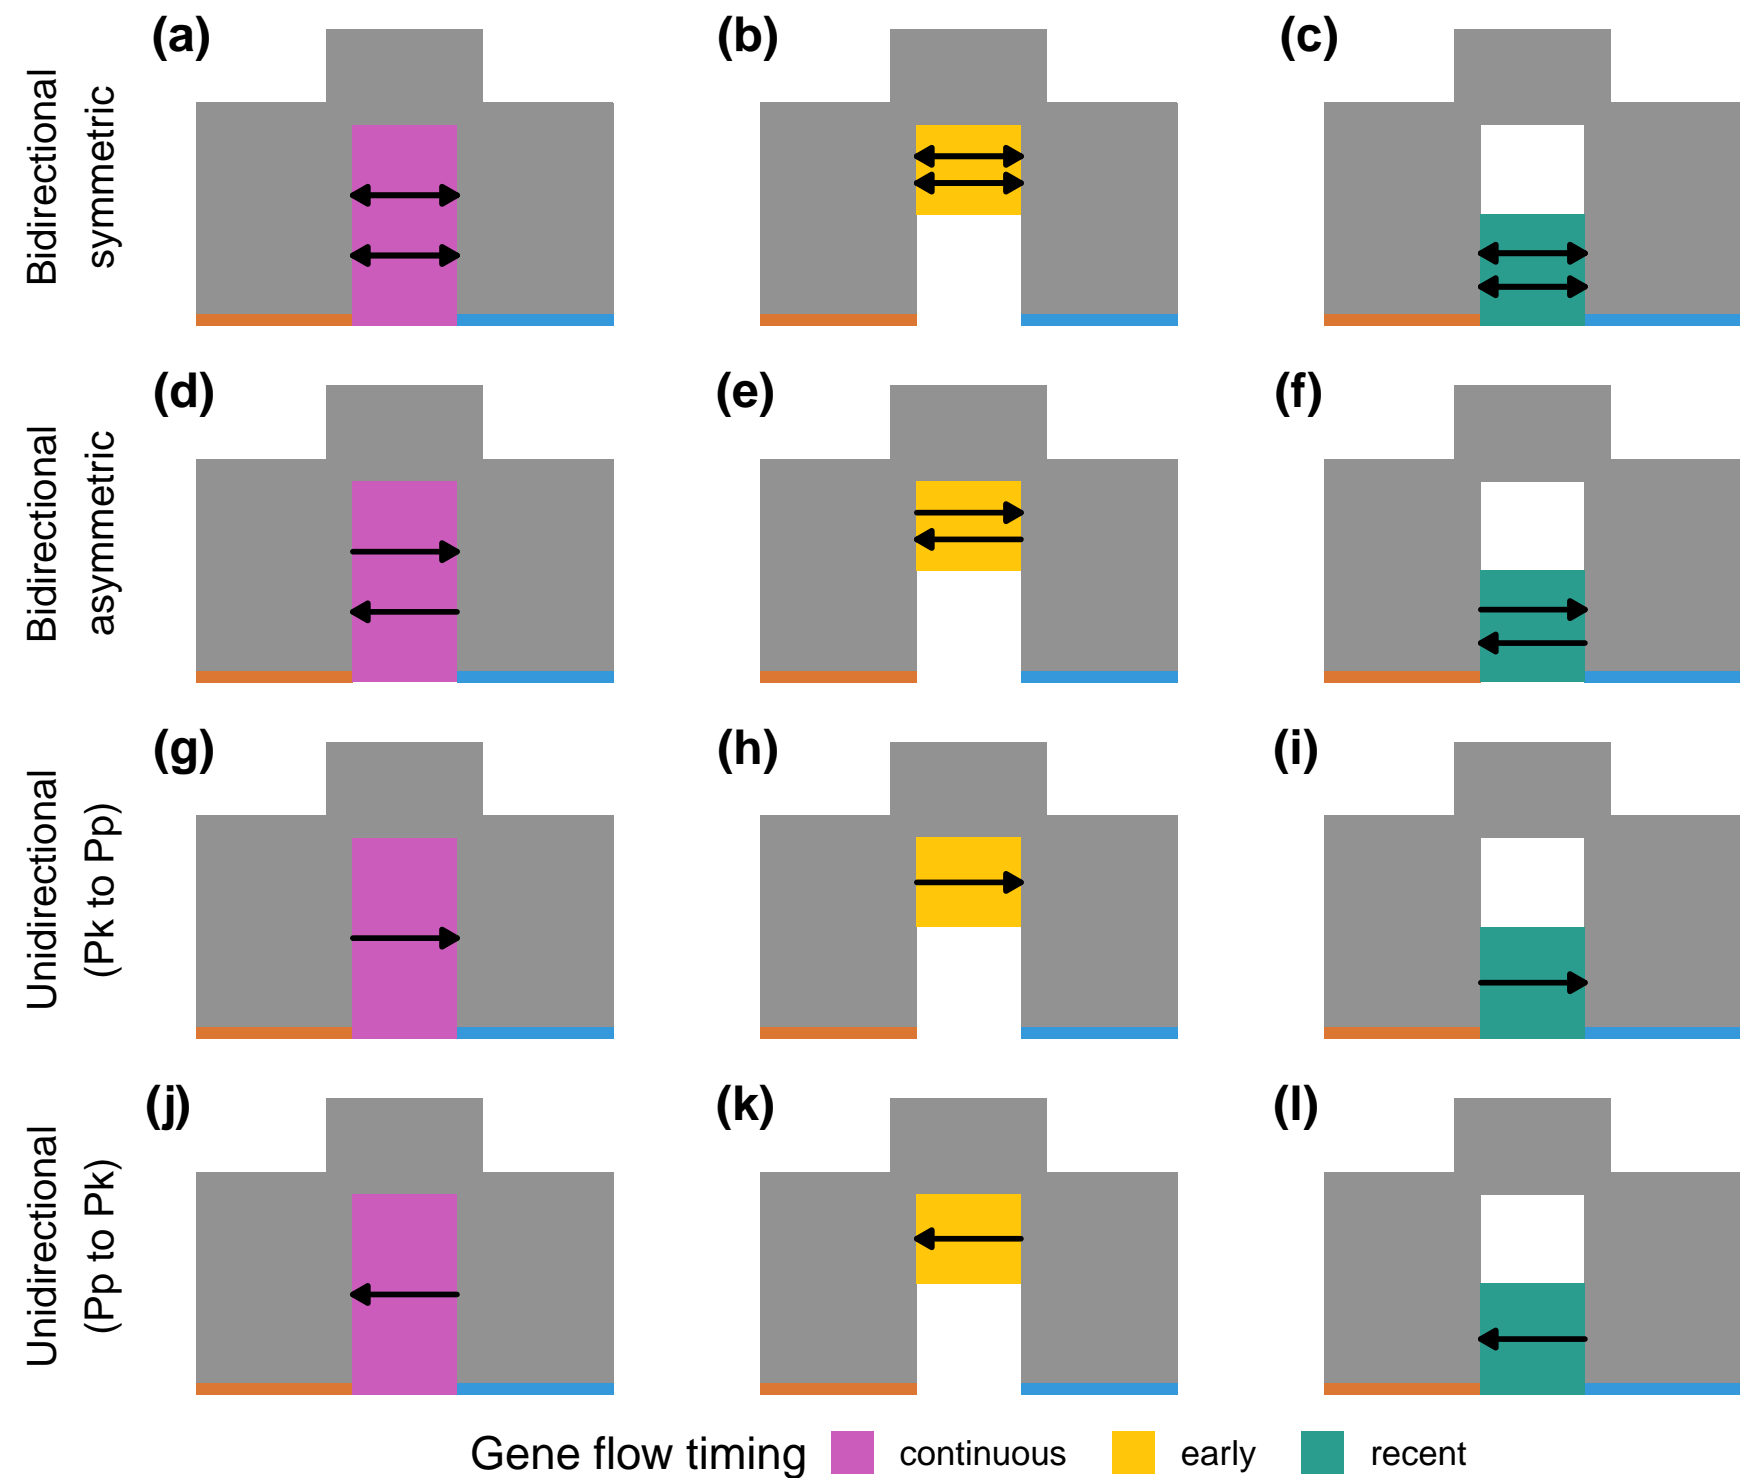 (a)
(b)
(c)
Bidirectional
symmetric
(d)
(e)
(f)
Bidirectional
asymmetric
(g)
(h)
(i)
Unidirectional
(Pk to Pp)
(j)
(k)
(l)
Unidirectional
(Pp to Pk)
Gene flow timing continuous early recent